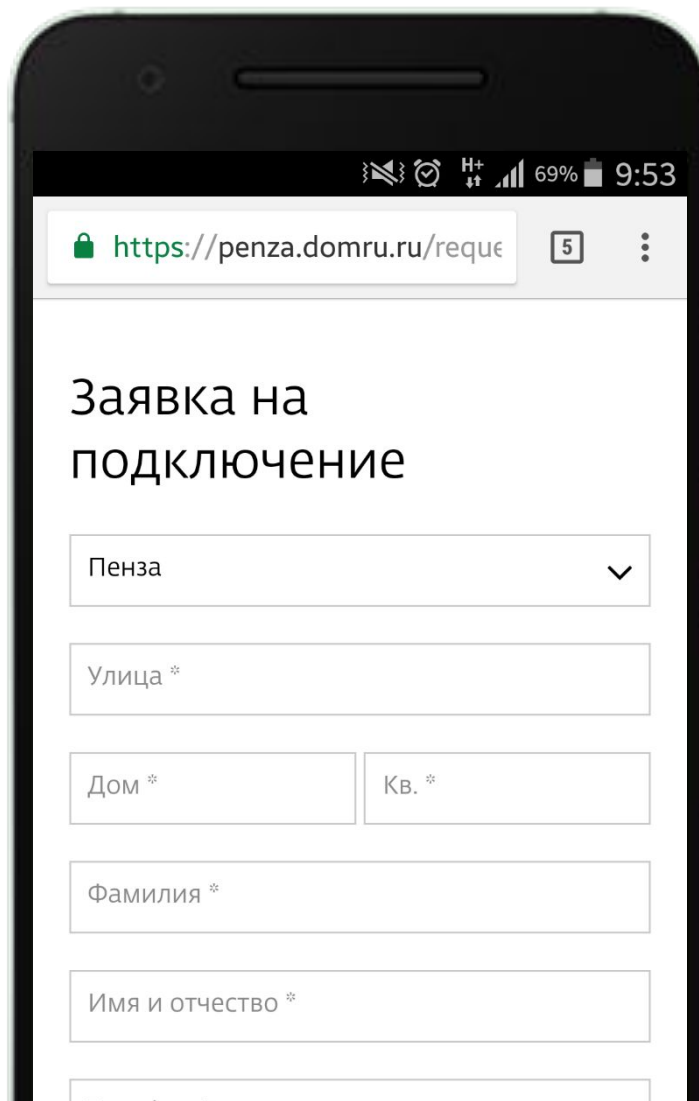 H+ 69% 9:53
https://penza.domru.ru/reque 5
Заявка на
подключение
Пенза
Улица *
Дом * Кв. *
Фамилия *
Имя и отчество *